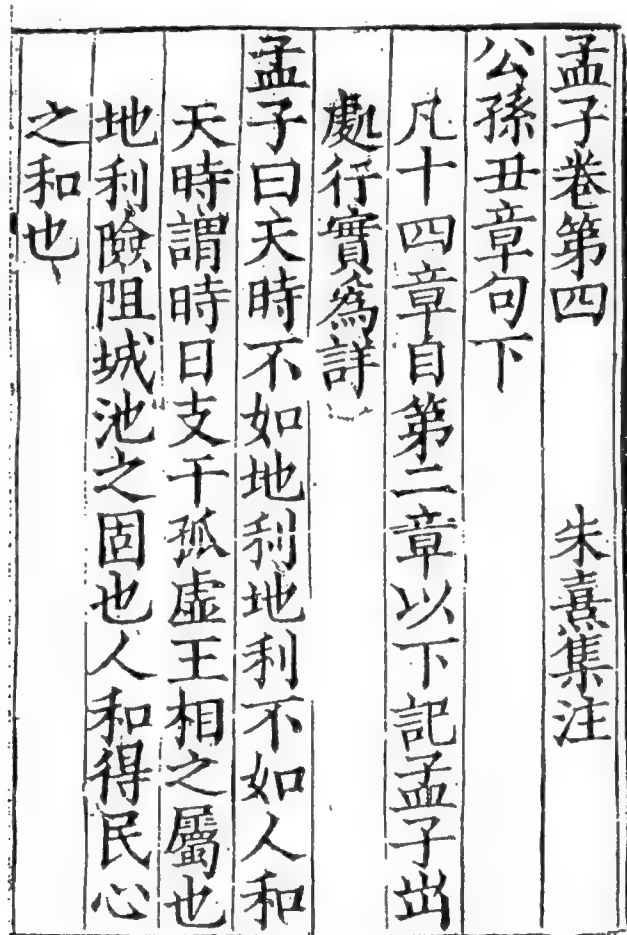 孟子卷第四 朱熹集注
公孫丑章句下
凡十四章自第二章以下記孟子出
處行實爲詳
孟子曰天時不如地利地利不如人和
天時謂時日支干孤虛王相之屬也
地利險阻城池之固也人和得民心
之和也